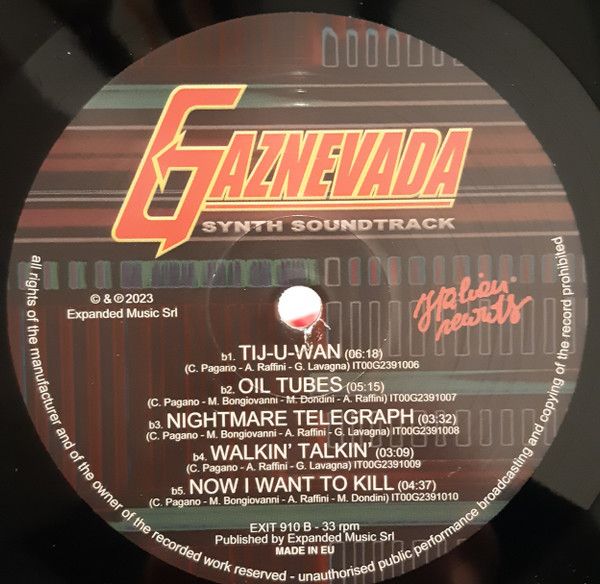 GAZNEVADA
SYNTH SOUNDTRACK
© & ℗ 2023
Expanded Music Srl
Italian
records
b1. TIJ-U-WAN (06:18)
(C. Pagano - A. Raffini - G. Lavagna) IT00G2391006
b2. OIL TUBES (05:15)
(C. Pagano - M. Bongiovanni - M. Dondini - A. Raffini) IT00G2391007
b3. NIGHTMARE TELEGRAPH (03:32)
(C. Pagano - M. Bongiovanni - A. Raffini - G. Lavagna) IT00G2391008
b4. WALKIN' TALKIN' (03:09)
(C. Pagano - A. Raffini - G. Lavagna) IT00G2391009
b5. NOW I WANT TO KILL (04:37)
(C. Pagano - M. Bongiovanni - A. Raffini - M. Dondini) IT00G2391010
EXIT 910 B - 33 rpm
Published by Expanded Music Srl
MADE IN EU
all rights of the manufacturer and of the owner of the recorded work reserved - unauthorised public performance broadcasting and copying of the record prohibited